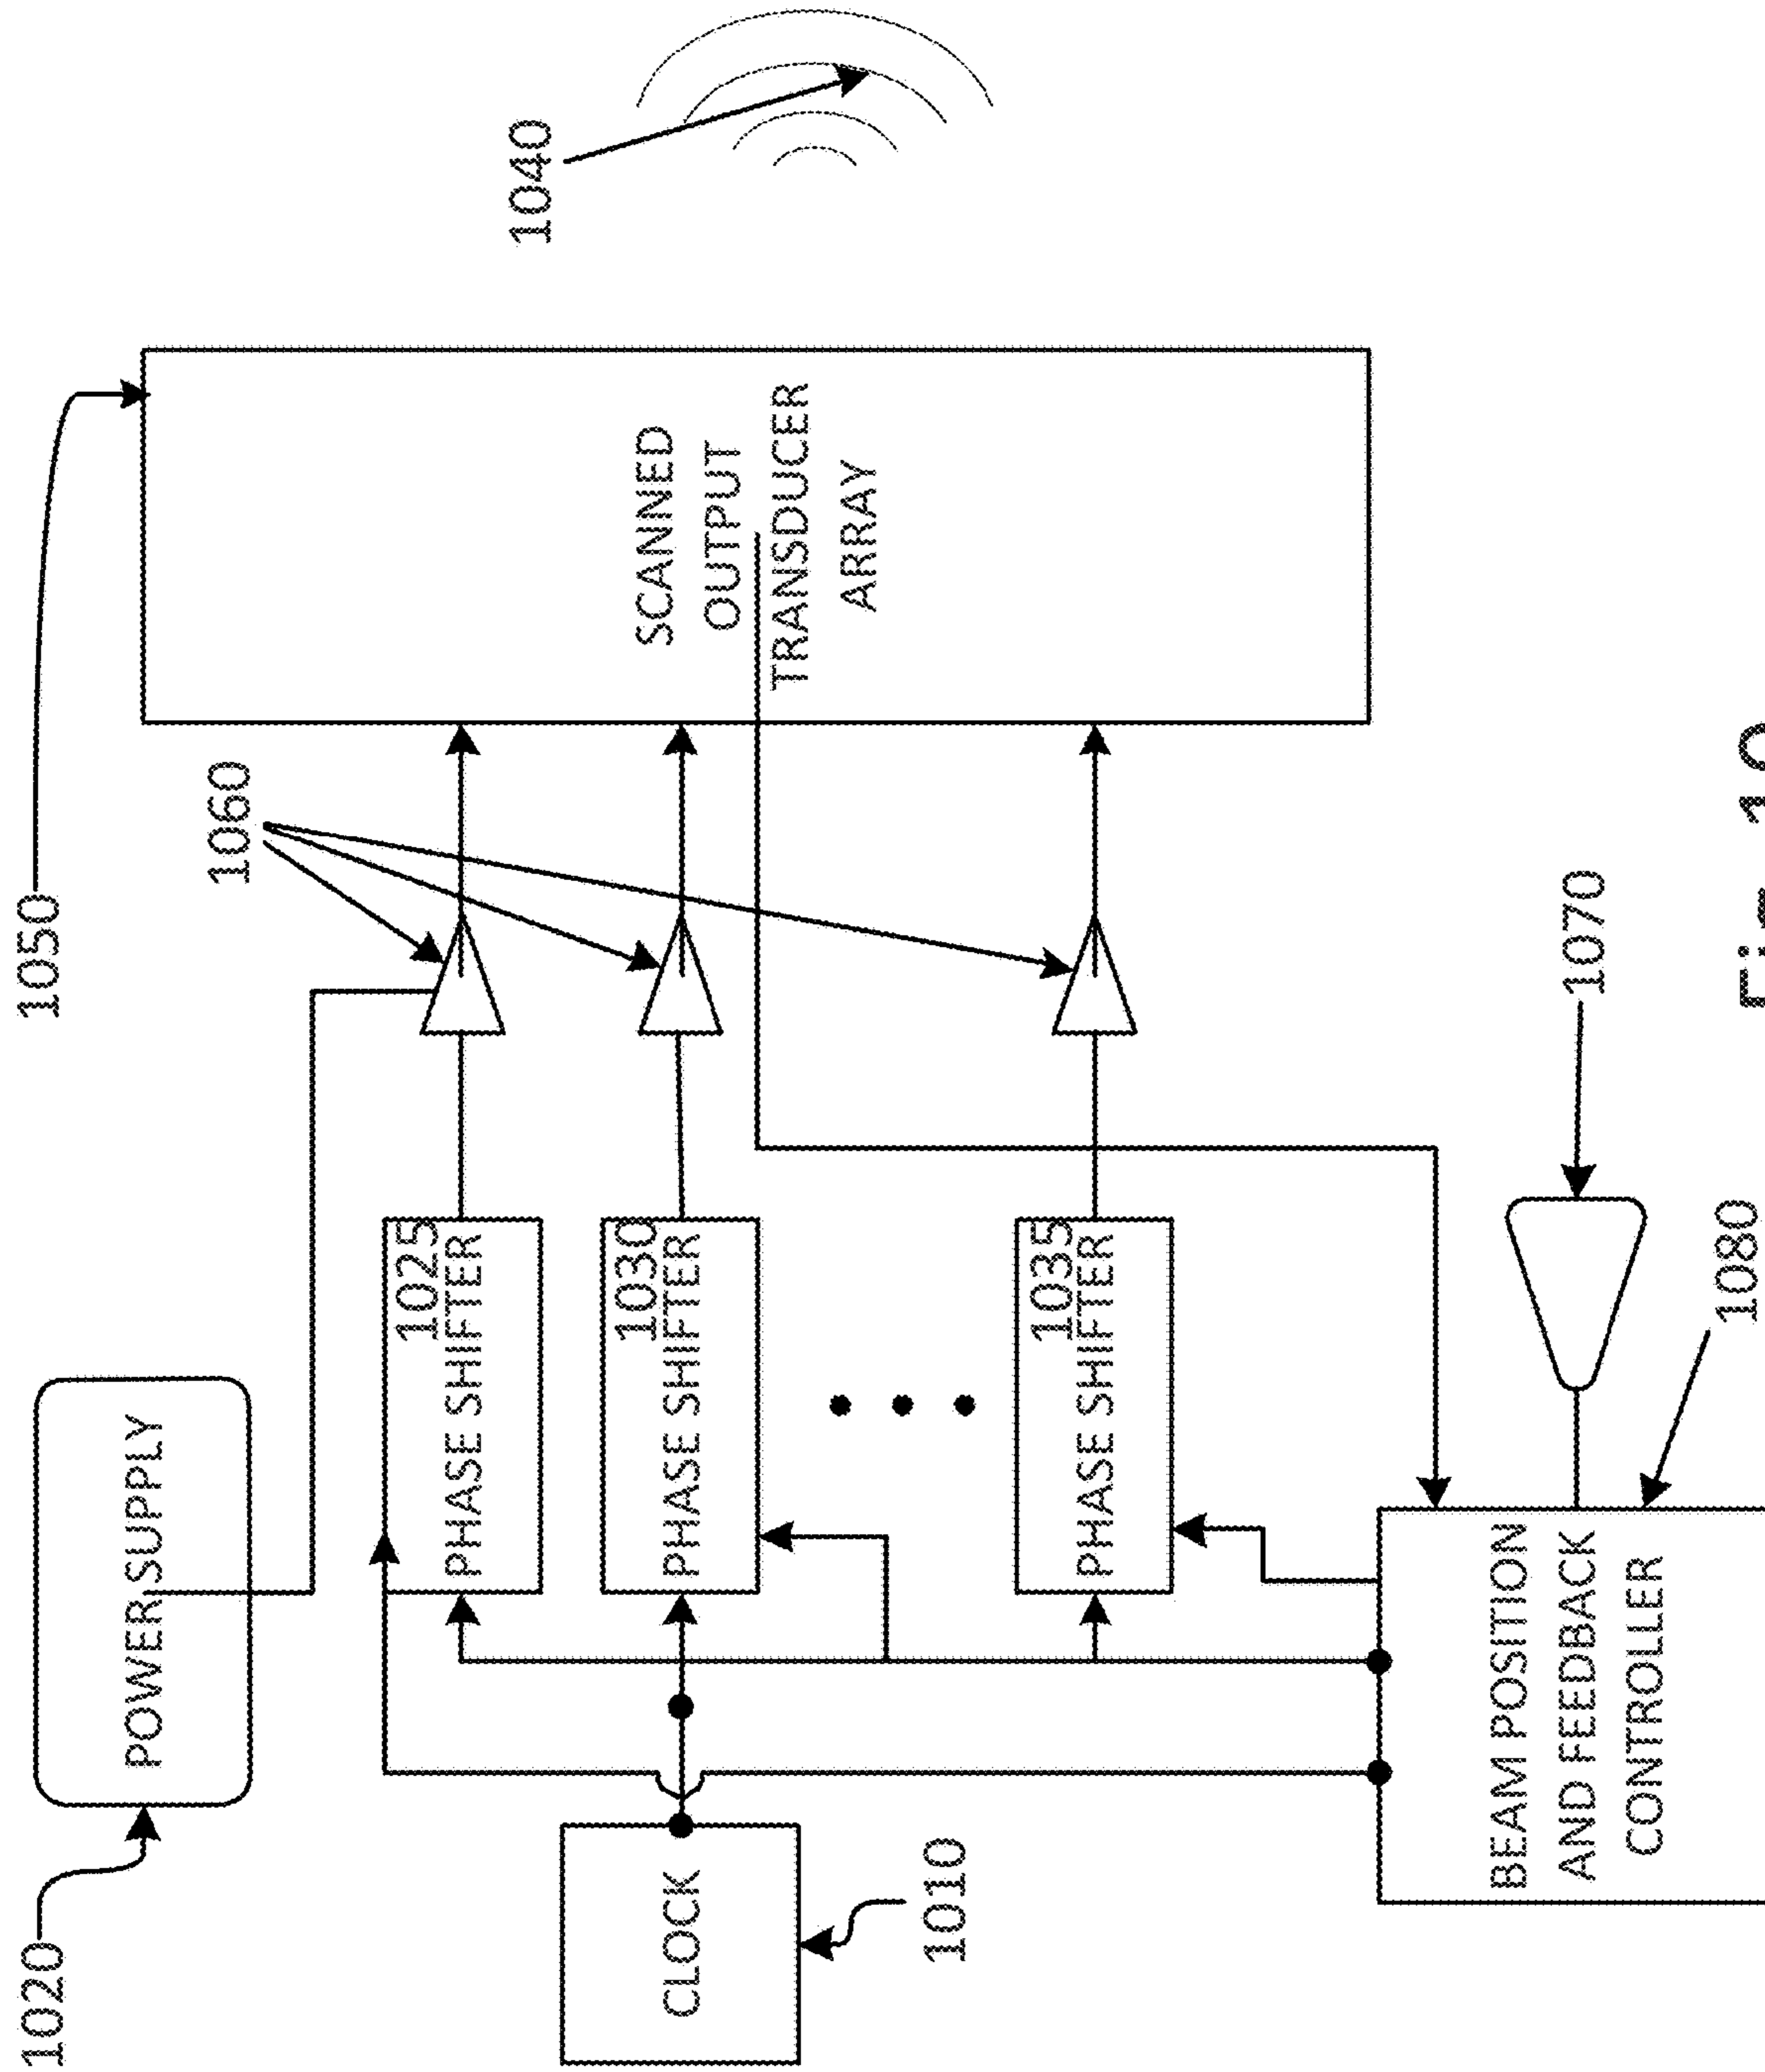 1020
POWER SUPPLY
1050
1025
PHASE SHIFTER
1060
1040
CLOCK
1010
1030
PHASE SHIFTER
SCANNED
OUTPUT
TRANSDUCER
ARRAY
1035
PHASE SHIFTER
BEAM POSITION
AND FEEDBACK
CONTROLLER
1070
1080